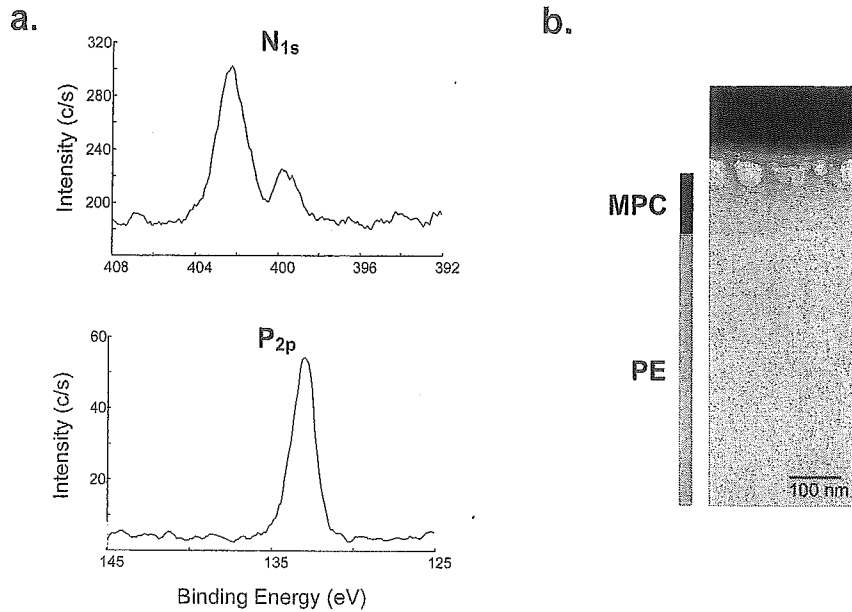 a.
N1s
320
280
240
200
Intensity (c/s)
408
404
400
396
392
P2p
60
40
20
Intensity (c/s)
145
135
125
Binding Energy (eV)
b.
MPC
PE
100 nm